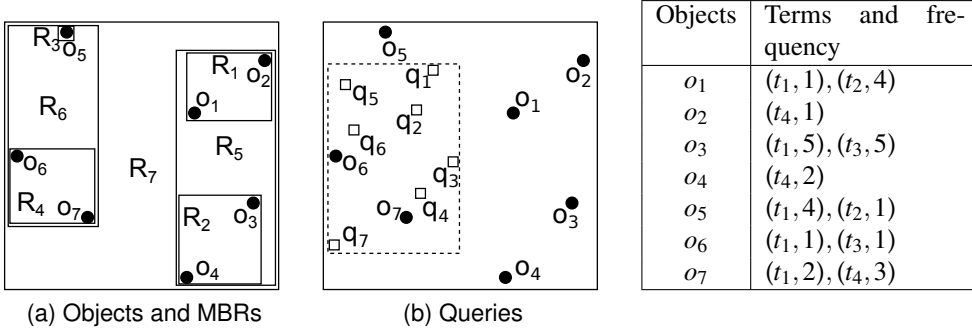 R₃
o₅
R₁
o₂
R₆
o₁
o₆
R₇
R₅
R₄
o₇
R₂
o₃
o₄
(a) Objects and MBRs
o₅
q₁
o₂
q₅
q₂
o₁
q₆
o₆
q₃
q₄
o₇
o₃
q₇
o₄
(b) Queries
Objects Terms and fre-
quency
o₁ (t₁, 1), (t₂, 4)
o₂ (t₄, 1)
o₃ (t₁, 5), (t₃, 5)
o₄ (t₄, 2)
o₅ (t₁, 4), (t₂, 1)
o₆ (t₁, 1), (t₃, 1)
o₇ (t₁, 2), (t₄, 3)